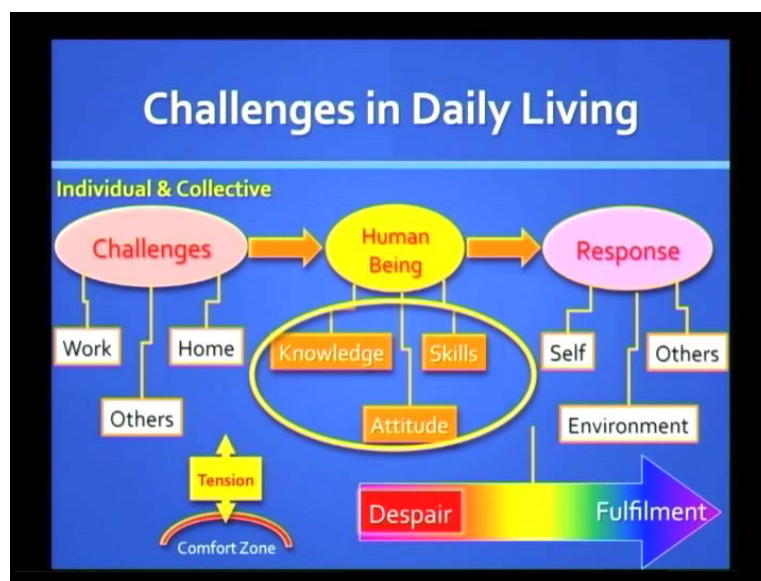 Challenges in Daily Living
Individual & Collective
Challenges
Human
Being
Response
Work
Home
Knowledge
Skills
Self
Others
Others
Attitude
Environment
Tension
Comfort Zone
Despair
Fulfilment